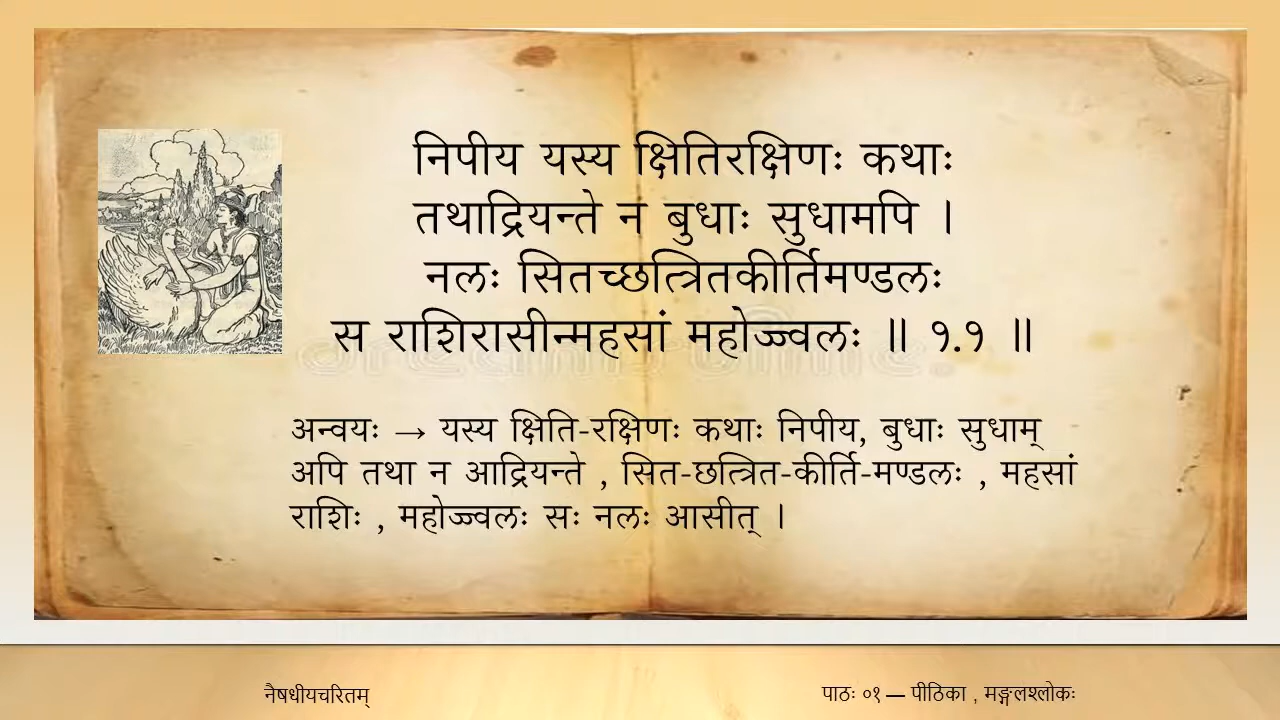 निपीय यस्य क्षितिरक्षिणः कथाः
तथाद्रियन्ते न बुधाः सुधामपि ।
नलः सितच्छत्त्रितकीर्तिमण्डलः
स राशिरासीन्महसां महोज्ज्वलः ॥ १.१ ॥
अन्वयः → यस्य क्षिति-रक्षिणः कथाः निपीय, बुधाः सुधाम्
अपि तथा न आद्रियन्ते , सित-छत्त्रित-कीर्ति-मण्डलः , महसां
राशिः , महोज्ज्वलः सः नलः आसीत् ।
नैषधीयचरितम्
पाठः ०१ — पीठिका , मङ्गलश्लोकः